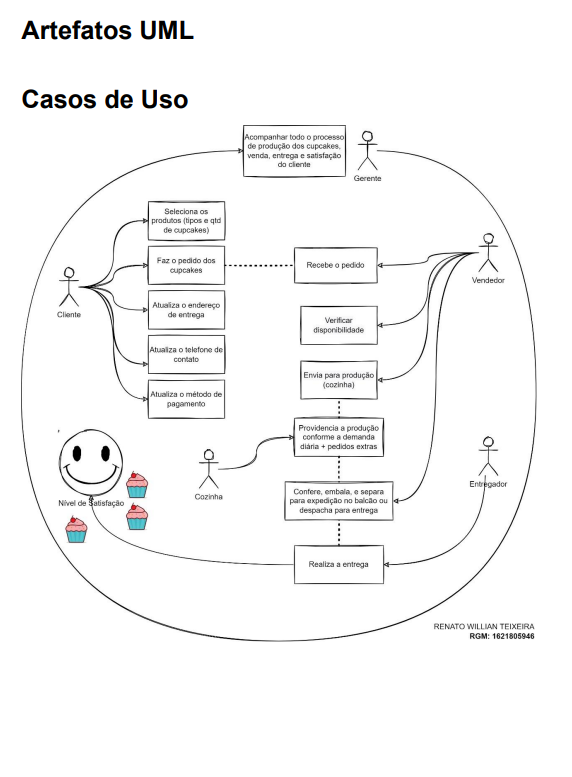 Artefatos UML
Casos de Uso
Acompanhar todo o processo
de produção dos cupcakes,
venda, entrega e satisfação
do cliente
Gerente
Seleciona os
produtos (tipos e qtd
de cupcakes)
Faz o pedido dos
cupcakes
Recebe o pedido
Vendedor
Cliente
Atualiza o endereço
de entrega
Verificar
disponibilidade
Atualiza o telefone de
contato
Envia para produção
(cozinha)
Atualiza o método de
pagamento
Providencia a produção
conforme a demanda
diária + pedidos extras
Cozinha
Entregador
Nível de Satisfação
Confere, embala, e separa
para expedição no balcão ou
despacha para entrega
Realiza a entrega
RENATO WILLIAN TEIXEIRA
RGM: 1621805946